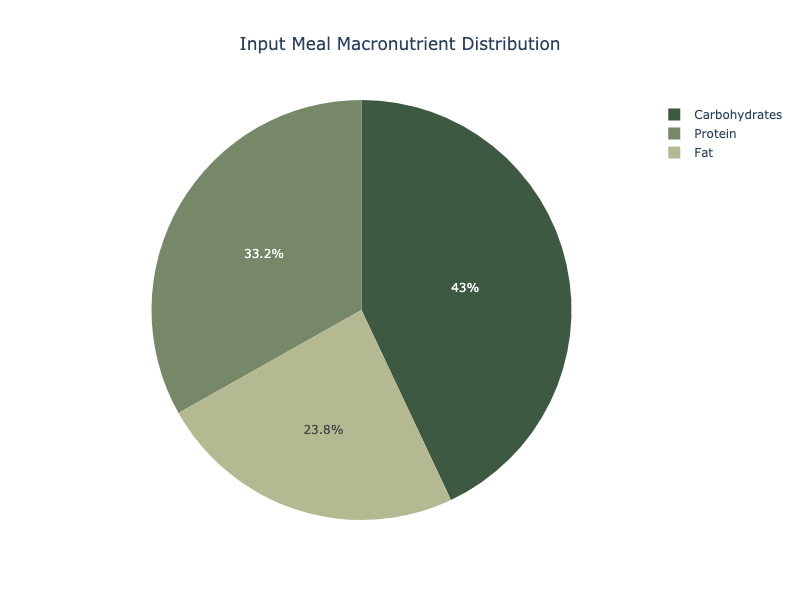 Input Meal Macronutrient Distribution
Carbohydrates
Protein
Fat
33.2%
43%
23.8%